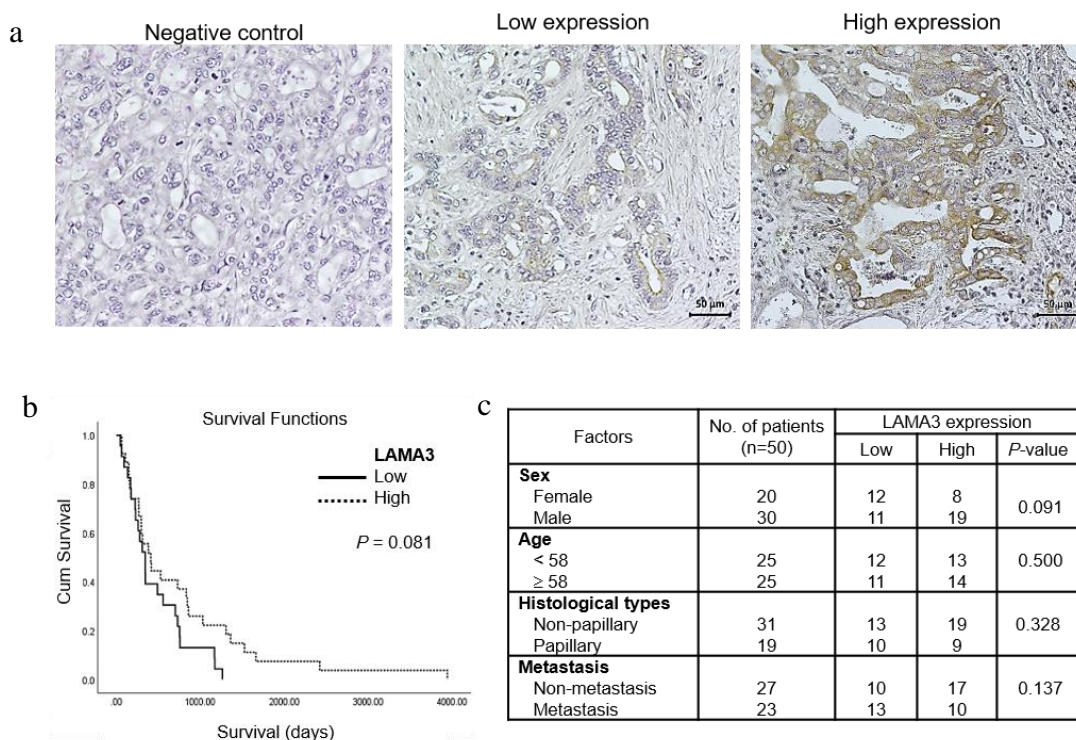 a
Negative control
Low expression
High expression
50 µm
50 µm
b
Survival Functions
LAMA3
Low
High
P = 0.081
Cum Survival
1.0
0.8
0.6
0.4
0.2
0.0
.00 1000.00 2000.00 3000.00 4000.00
Survival (days)
c
Factors No. of patients (n=50) LAMA3 expression
Low High P-value
Sex
Female 20 12 8 0.091
Male 30 11 19
Age
< 58 25 12 13 0.500
≥ 58 25 11 14
Histological types
Non-papillary 31 13 19 0.328
Papillary 19 10 9
Metastasis
Non-metastasis 27 10 17 0.137
Metastasis 23 13 10